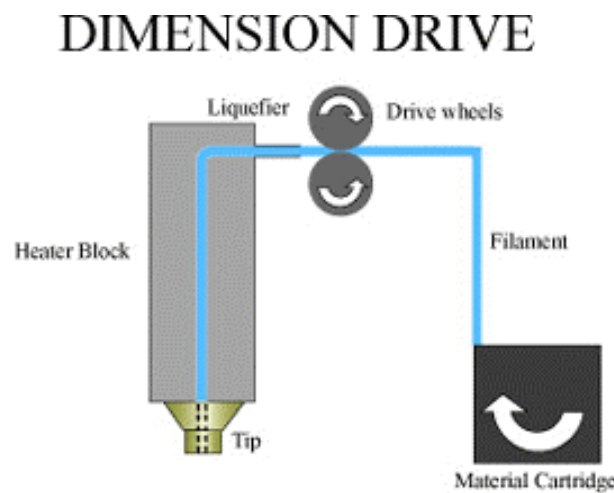 DIMENSION DRIVE
Liquefier
Drive wheels
Heater Block
Filament
Tip
Material Cartridge